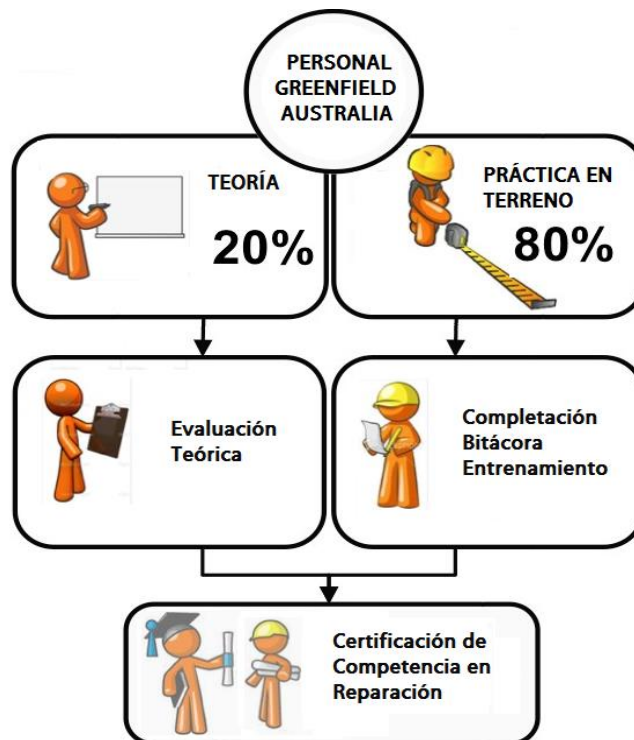 PERSONAL
GREENFIELD
AUSTRALIA
TEORÍA
20%
PRÁCTICA EN
TERRENO
80%
Evaluación
Teórica
Completación
Bitácora
Entrenamiento
Certificación de
Competencia en
Reparación